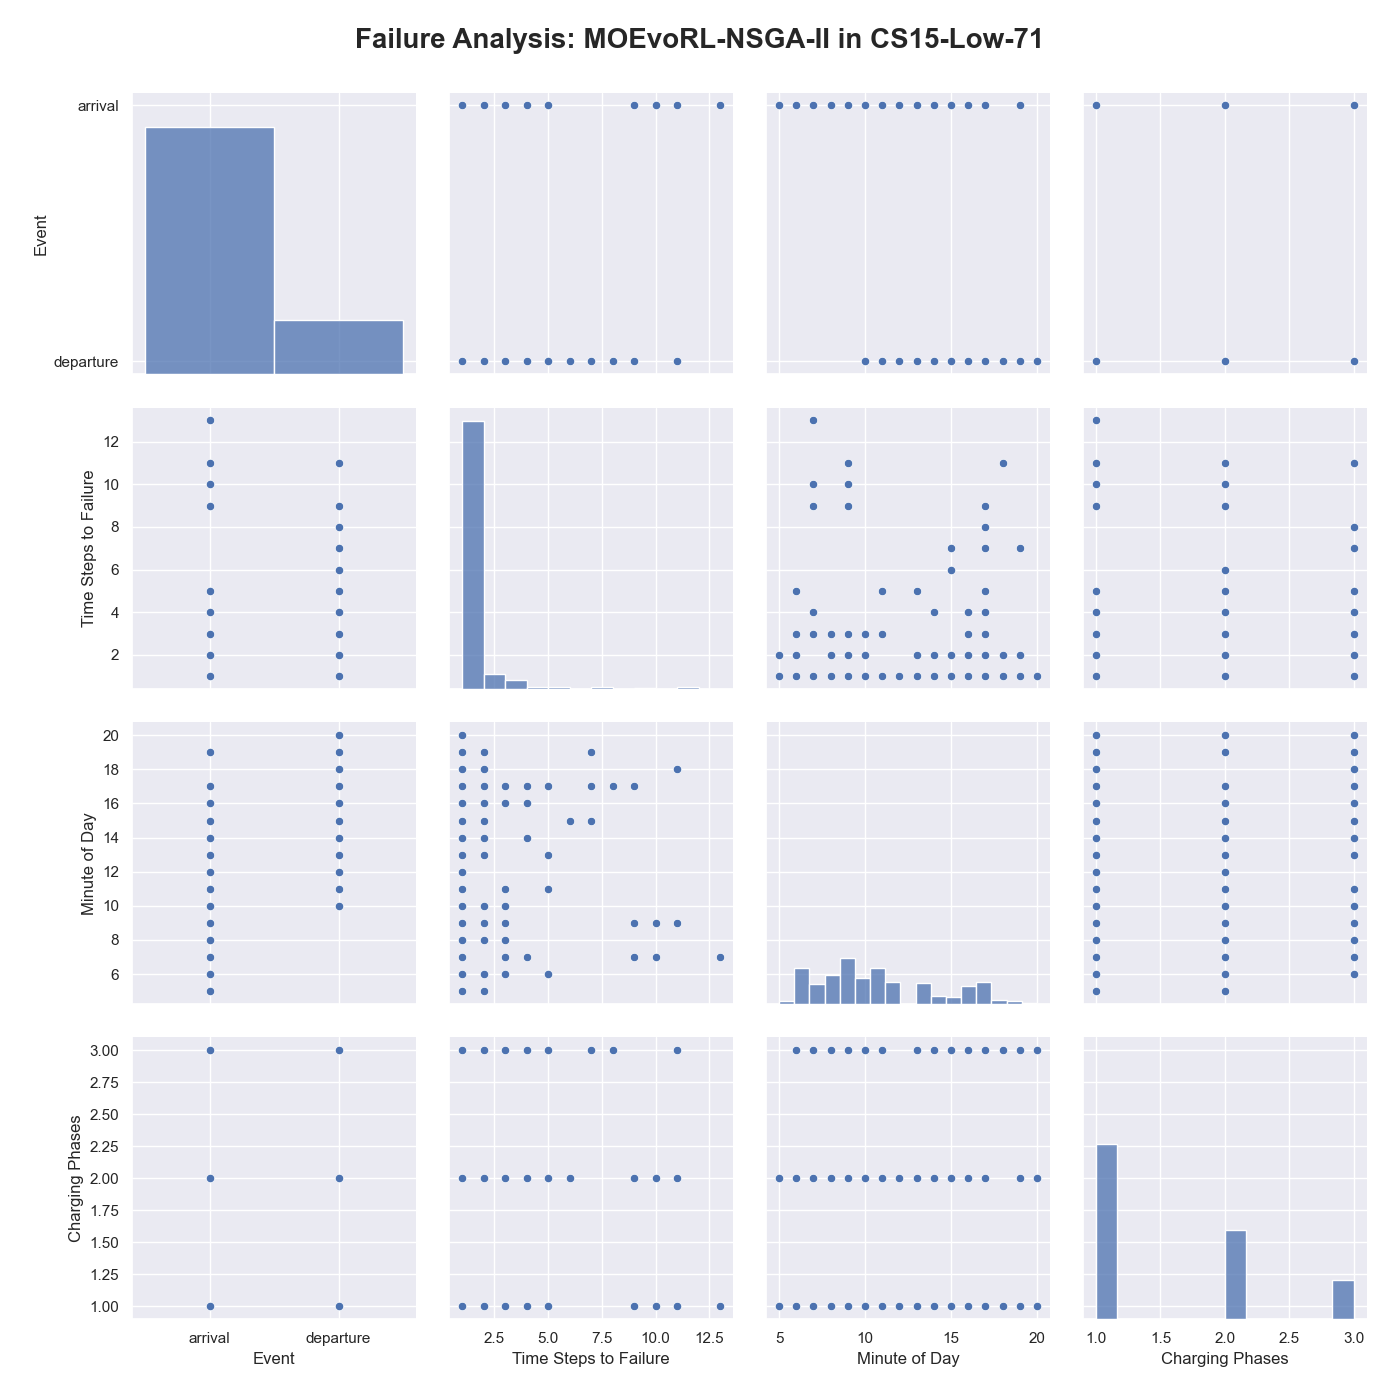 Failure Analysis: MOEvoRL-NSGA-II in CS15-Low-71
arrival
departure
Event
12
10
8
6
4
2
Time Steps to Failure
20
18
16
14
12
10
8
6
Minute of Day
3.00
2.75
2.50
2.25
2.00
1.75
1.50
1.25
1.00
Charging Phases
arrival departure
Event
2.5 5.0 7.5 10.0 12.5
Time Steps to Failure
5 10 15 20
Minute of Day
1.0 1.5 2.0 2.5 3.0
Charging Phases